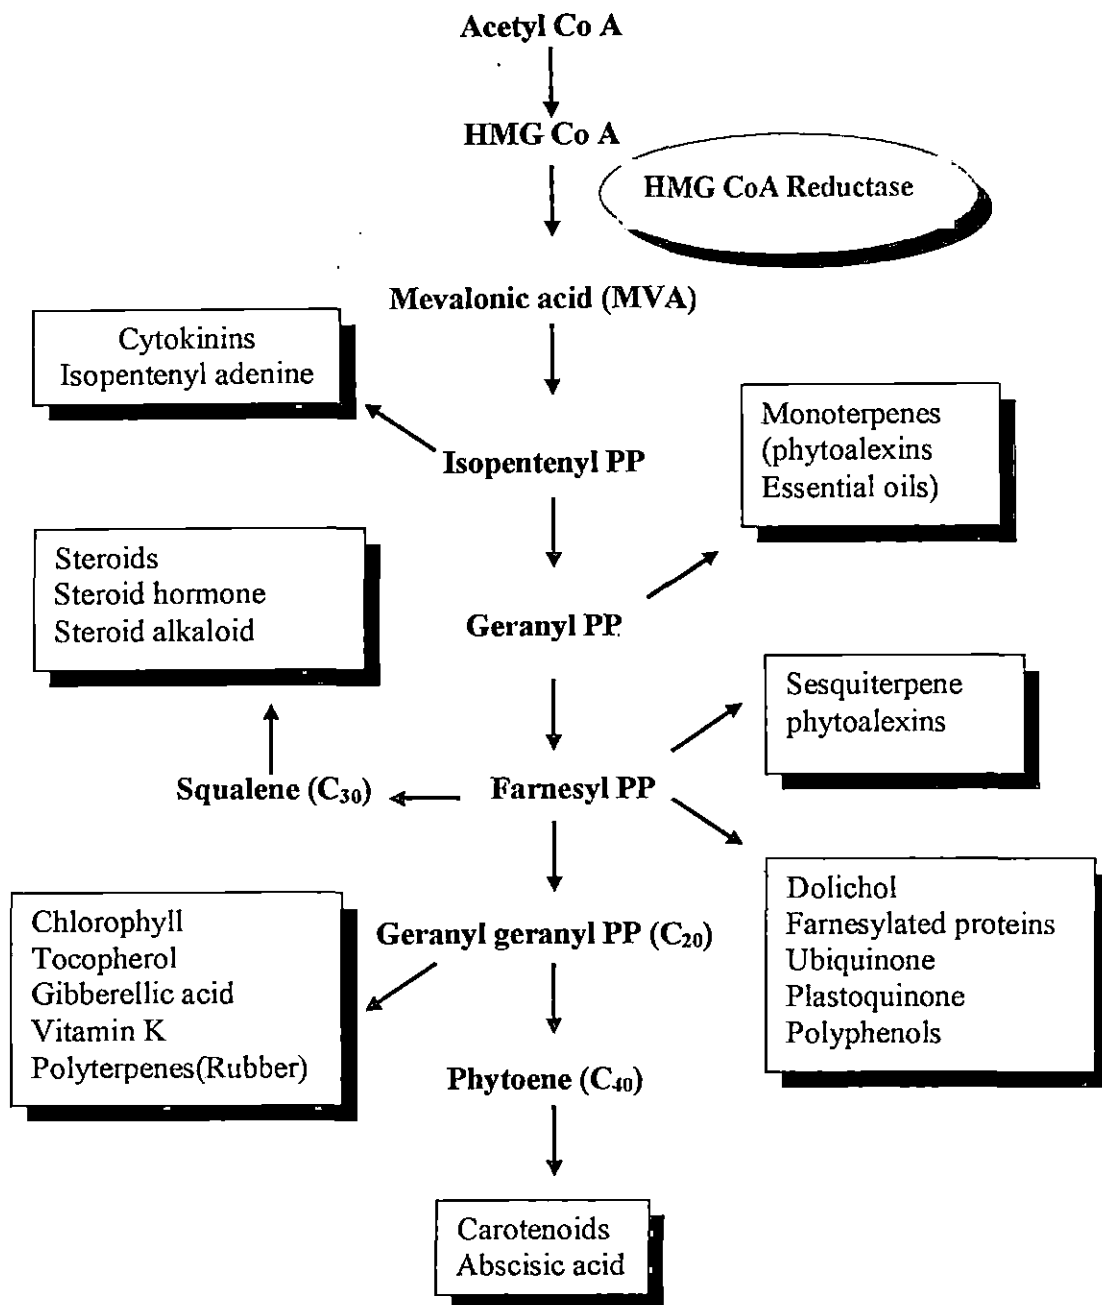 Acetyl Co A
HMG Co A
HMG CoA Reductase
Mevalonic acid (MVA)
Cytokinins
Isopentenyl adenine
Isopentenyl PP
Monoterpenes
(phytoalexins
Essential oils)
Steroids
Steroid hormone
Steroid alkaloid
Geranyl PP
Sesquiterpene
phytoalexins
Squalene (C30)
Farnesyl PP
Chlorophyll
Tocopherol
Gibberellic acid
Vitamin K
Polyterpenes(Rubber)
Geranyl geranyl PP (C20)
Dolichol
Farnesylated proteins
Ubiquinone
Plastoquinone
Polyphenols
Phytoene (C40)
Carotenoids
Abscisic acid